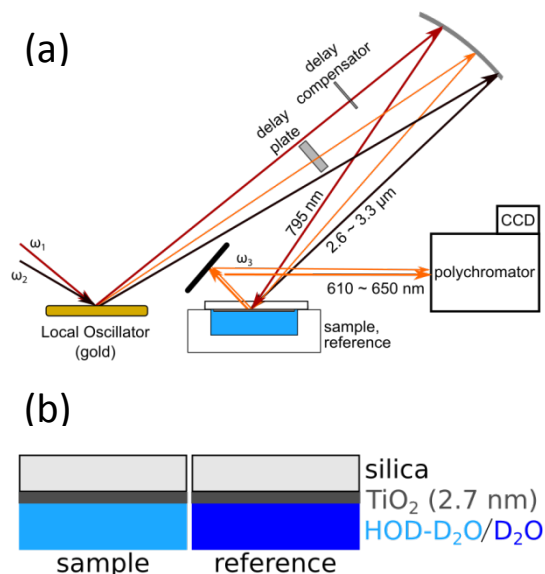 (a)
delay
compensator
delay
plate
795 nm
2.6 ~ 3.3 μm
ω1
ω2
ω3
CCD
polychromator
610 ~ 650 nm
Local Oscillator
(gold)
sample,
reference
(b)
silica
TiO2 (2.7 nm)
HOD-D2O/D2O
sample reference